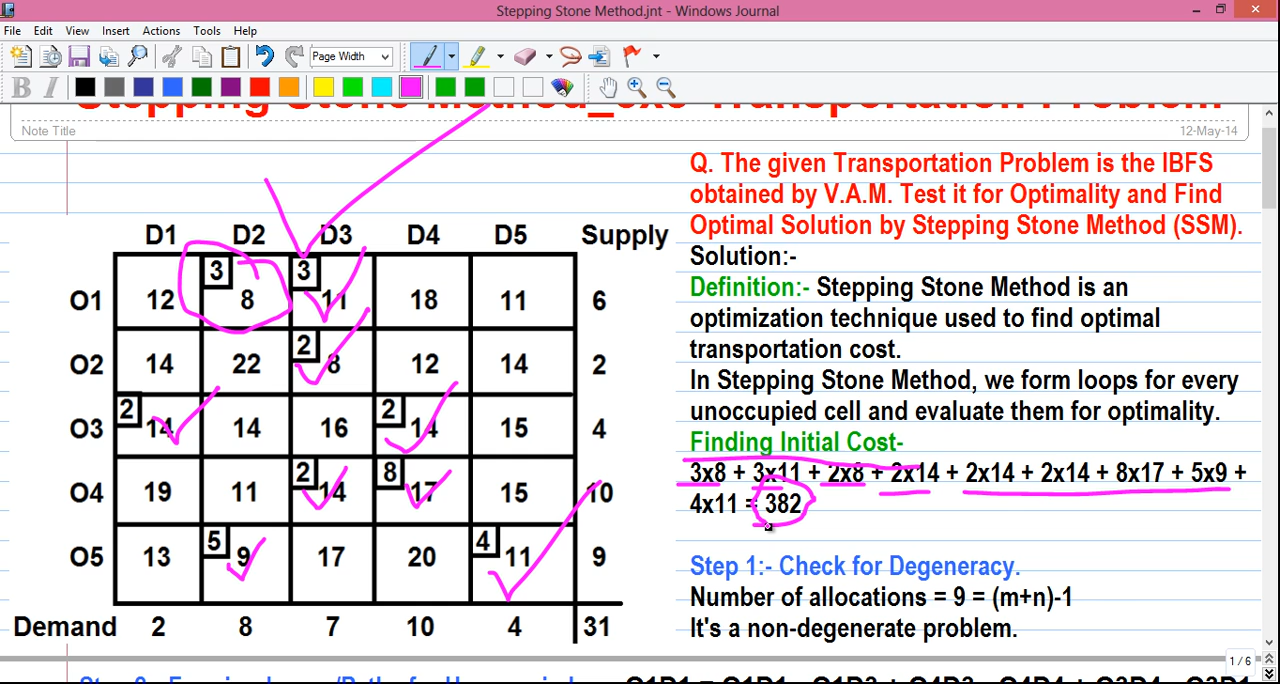 Stepping Stone Method.jnt - Windows Journal
File Edit View Insert Actions Tools Help
Page Width
B I
Stepping Stone Method_5x5 Transportation Problem
Note Title
12-May-14
D1 D2 D3 D4 D5 Supply
O1 12 3 8 3 11 18 11 6
O2 14 22 2 8 12 14 2
O3 2 14 14 16 2 14 15 4
O4 19 11 2 14 8 17 15 10
O5 13 5 9 17 20 4 11 9
Demand 2 8 7 10 4 31
Q. The given Transportation Problem is the IBFS
obtained by V.A.M. Test it for Optimality and Find
Optimal Solution by Stepping Stone Method (SSM).
Solution:-
Definition:- Stepping Stone Method is an
optimization technique used to find optimal
transportation cost.
In Stepping Stone Method, we form loops for every
unoccupied cell and evaluate them for optimality.
Finding Initial Cost-
3x8 + 3x11 + 2x8 + 2x14 + 2x14 + 2x14 + 8x17 + 5x9 +
4x11 = 382
Step 1:- Check for Degeneracy.
Number of allocations = 9 = (m+n)-1
It's a non-degenerate problem.
1 / 6